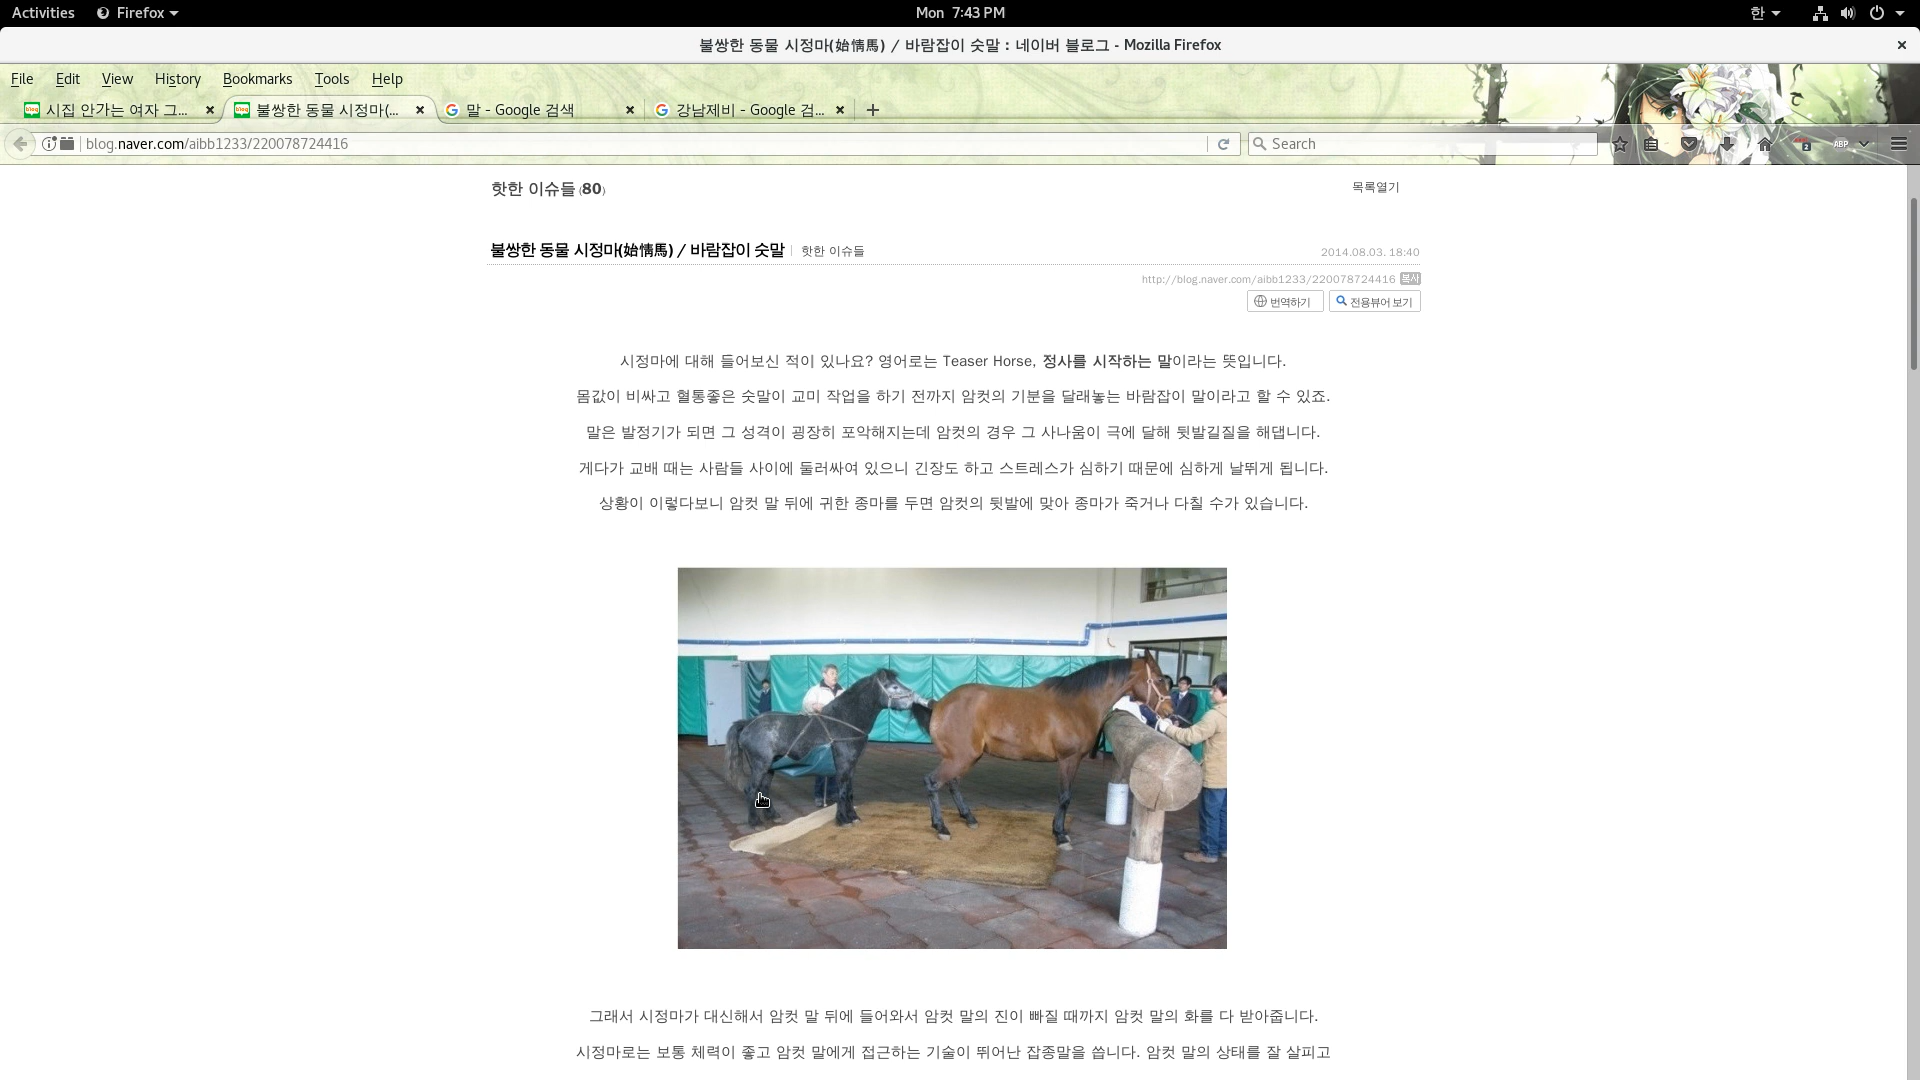 Activities Firefox Mon 7:43 PM 한
불쌍한 동물 시정마(始情馬) / 바람잡이 숫말 : 네이버 블로그 - Mozilla Firefox
File Edit View History Bookmarks Tools Help
시집 안가는 여자 그... 불쌍한 동물 시정마(... 말 - Google 검색 강남제비 - Google 검...
blog.naver.com/aibb1233/220078724416 Search 2 ABP
핫한 이슈들 (80) 목록열기
불쌍한 동물 시정마(始情馬) / 바람잡이 숫말 핫한 이슈들 2014.08.03. 18:40
http://blog.naver.com/aibb1233/220078724416 복사
번역하기 전용뷰어 보기
시정마에 대해 들어보신 적이 있나요? 영어로는 Teaser Horse, 정사를 시작하는 말이라는 뜻입니다.
몸값이 비싸고 혈통좋은 숫말이 교미 작업을 하기 전까지 암컷의 기분을 달래놓는 바람잡이 말이라고 할 수 있죠.
말은 발정기가 되면 그 성격이 굉장히 포악해지는데 암컷의 경우 그 사나움이 극에 달해 뒷발길질을 해댑니다.
게다가 교배 때는 사람들 사이에 둘러싸여 있으니 긴장도 하고 스트레스가 심하기 때문에 심하게 날뛰게 됩니다.
상황이 이렇다보니 암컷 말 뒤에 귀한 종마를 두면 암컷의 뒷발에 맞아 종마가 죽거나 다칠 수가 있습니다.
그래서 시정마가 대신해서 암컷 말 뒤에 들어와서 암컷 말의 진이 빠질 때까지 암컷 말의 화를 다 받아줍니다.
시정마로는 보통 체력이 좋고 암컷 말에게 접근하는 기술이 뛰어난 잡종말을 씁니다. 암컷 말의 상태를 잘 살피고